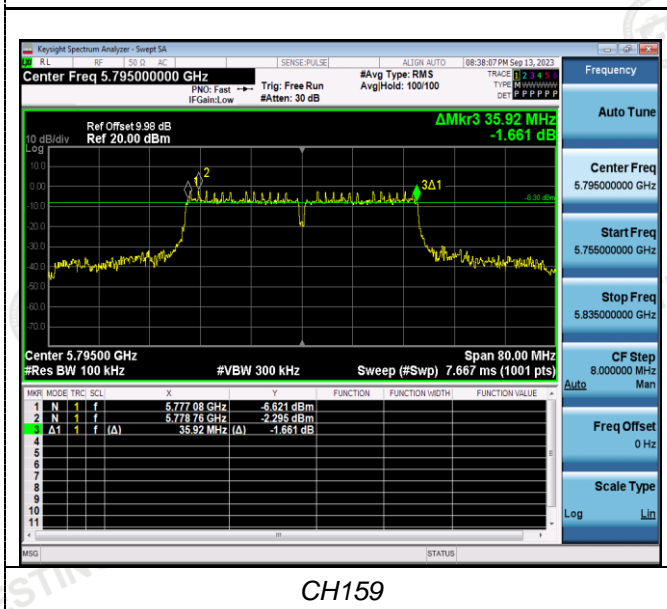 Keysight Spectrum Analyzer - Swept SA
RL RF 50 Ω AC SENSE:PULSE ALIGN AUTO 08:38:07 PM Sep 13, 2023
Center Freq 5.795000000 GHz
PNO: Fast
IFGain:Low
Trig: Free Run
#Atten: 30 dB
#Avg Type: RMS
Avg|Hold: 100/100
TRACE 1 2 3 4 5 6
TYPE MWWWWW
DET P P P P P P
Ref Offset 9.98 dB
10 dB/div Ref 20.00 dBm
ΔMkr3 35.92 MHz
-1.661 dB
Log
10.0
0.00
-10.0
-20.0
-30.0
-40.0
-50.0
-60.0
-70.0
1
2
3Δ1
-8.30 dBm
Center 5.79500 GHz Span 80.00 MHz
#Res BW 100 kHz #VBW 300 kHz Sweep (#Swp) 7.667 ms (1001 pts)
MKR MODE TRC SCL X Y FUNCTION FUNCTION WIDTH FUNCTION VALUE
1 N 1 f 5.777 08 GHz -6.621 dBm
2 N 1 f 5.778 76 GHz -2.295 dBm
3 Δ1 1 f (Δ) 35.92 MHz (Δ) -1.661 dB
4
5
6
7
8
9
10
11
MSG STATUS
Frequency
Auto Tune
Center Freq
5.795000000 GHz
Start Freq
5.755000000 GHz
Stop Freq
5.835000000 GHz
CF Step
8.000000 MHz
Auto Man
Freq Offset
0 Hz
Scale Type
Log Lin
CH159